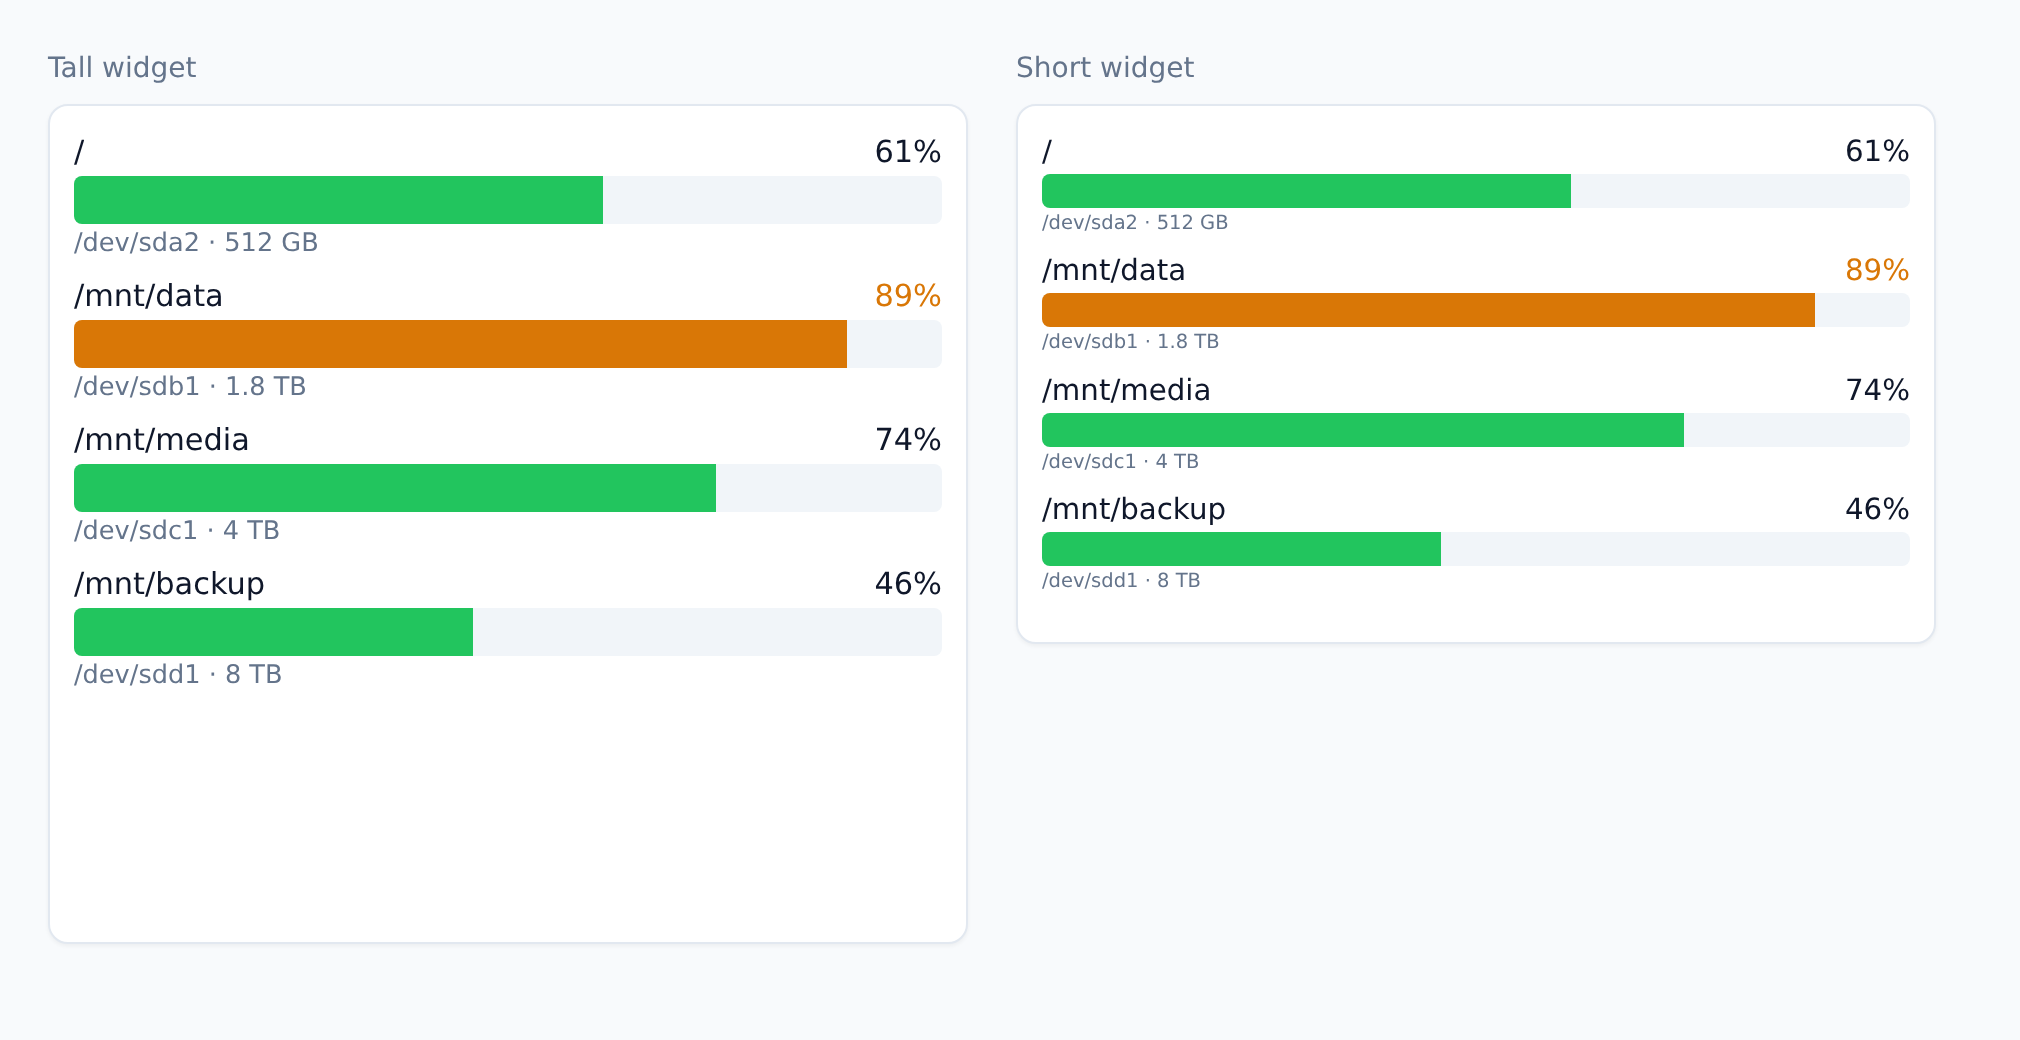 Tall widget
/ 61%
/dev/sda2 · 512 GB
/mnt/data 89%
/dev/sdb1 · 1.8 TB
/mnt/media 74%
/dev/sdc1 · 4 TB
/mnt/backup 46%
/dev/sdd1 · 8 TB
Short widget
/ 61%
/dev/sda2 · 512 GB
/mnt/data 89%
/dev/sdb1 · 1.8 TB
/mnt/media 74%
/dev/sdc1 · 4 TB
/mnt/backup 46%
/dev/sdd1 · 8 TB